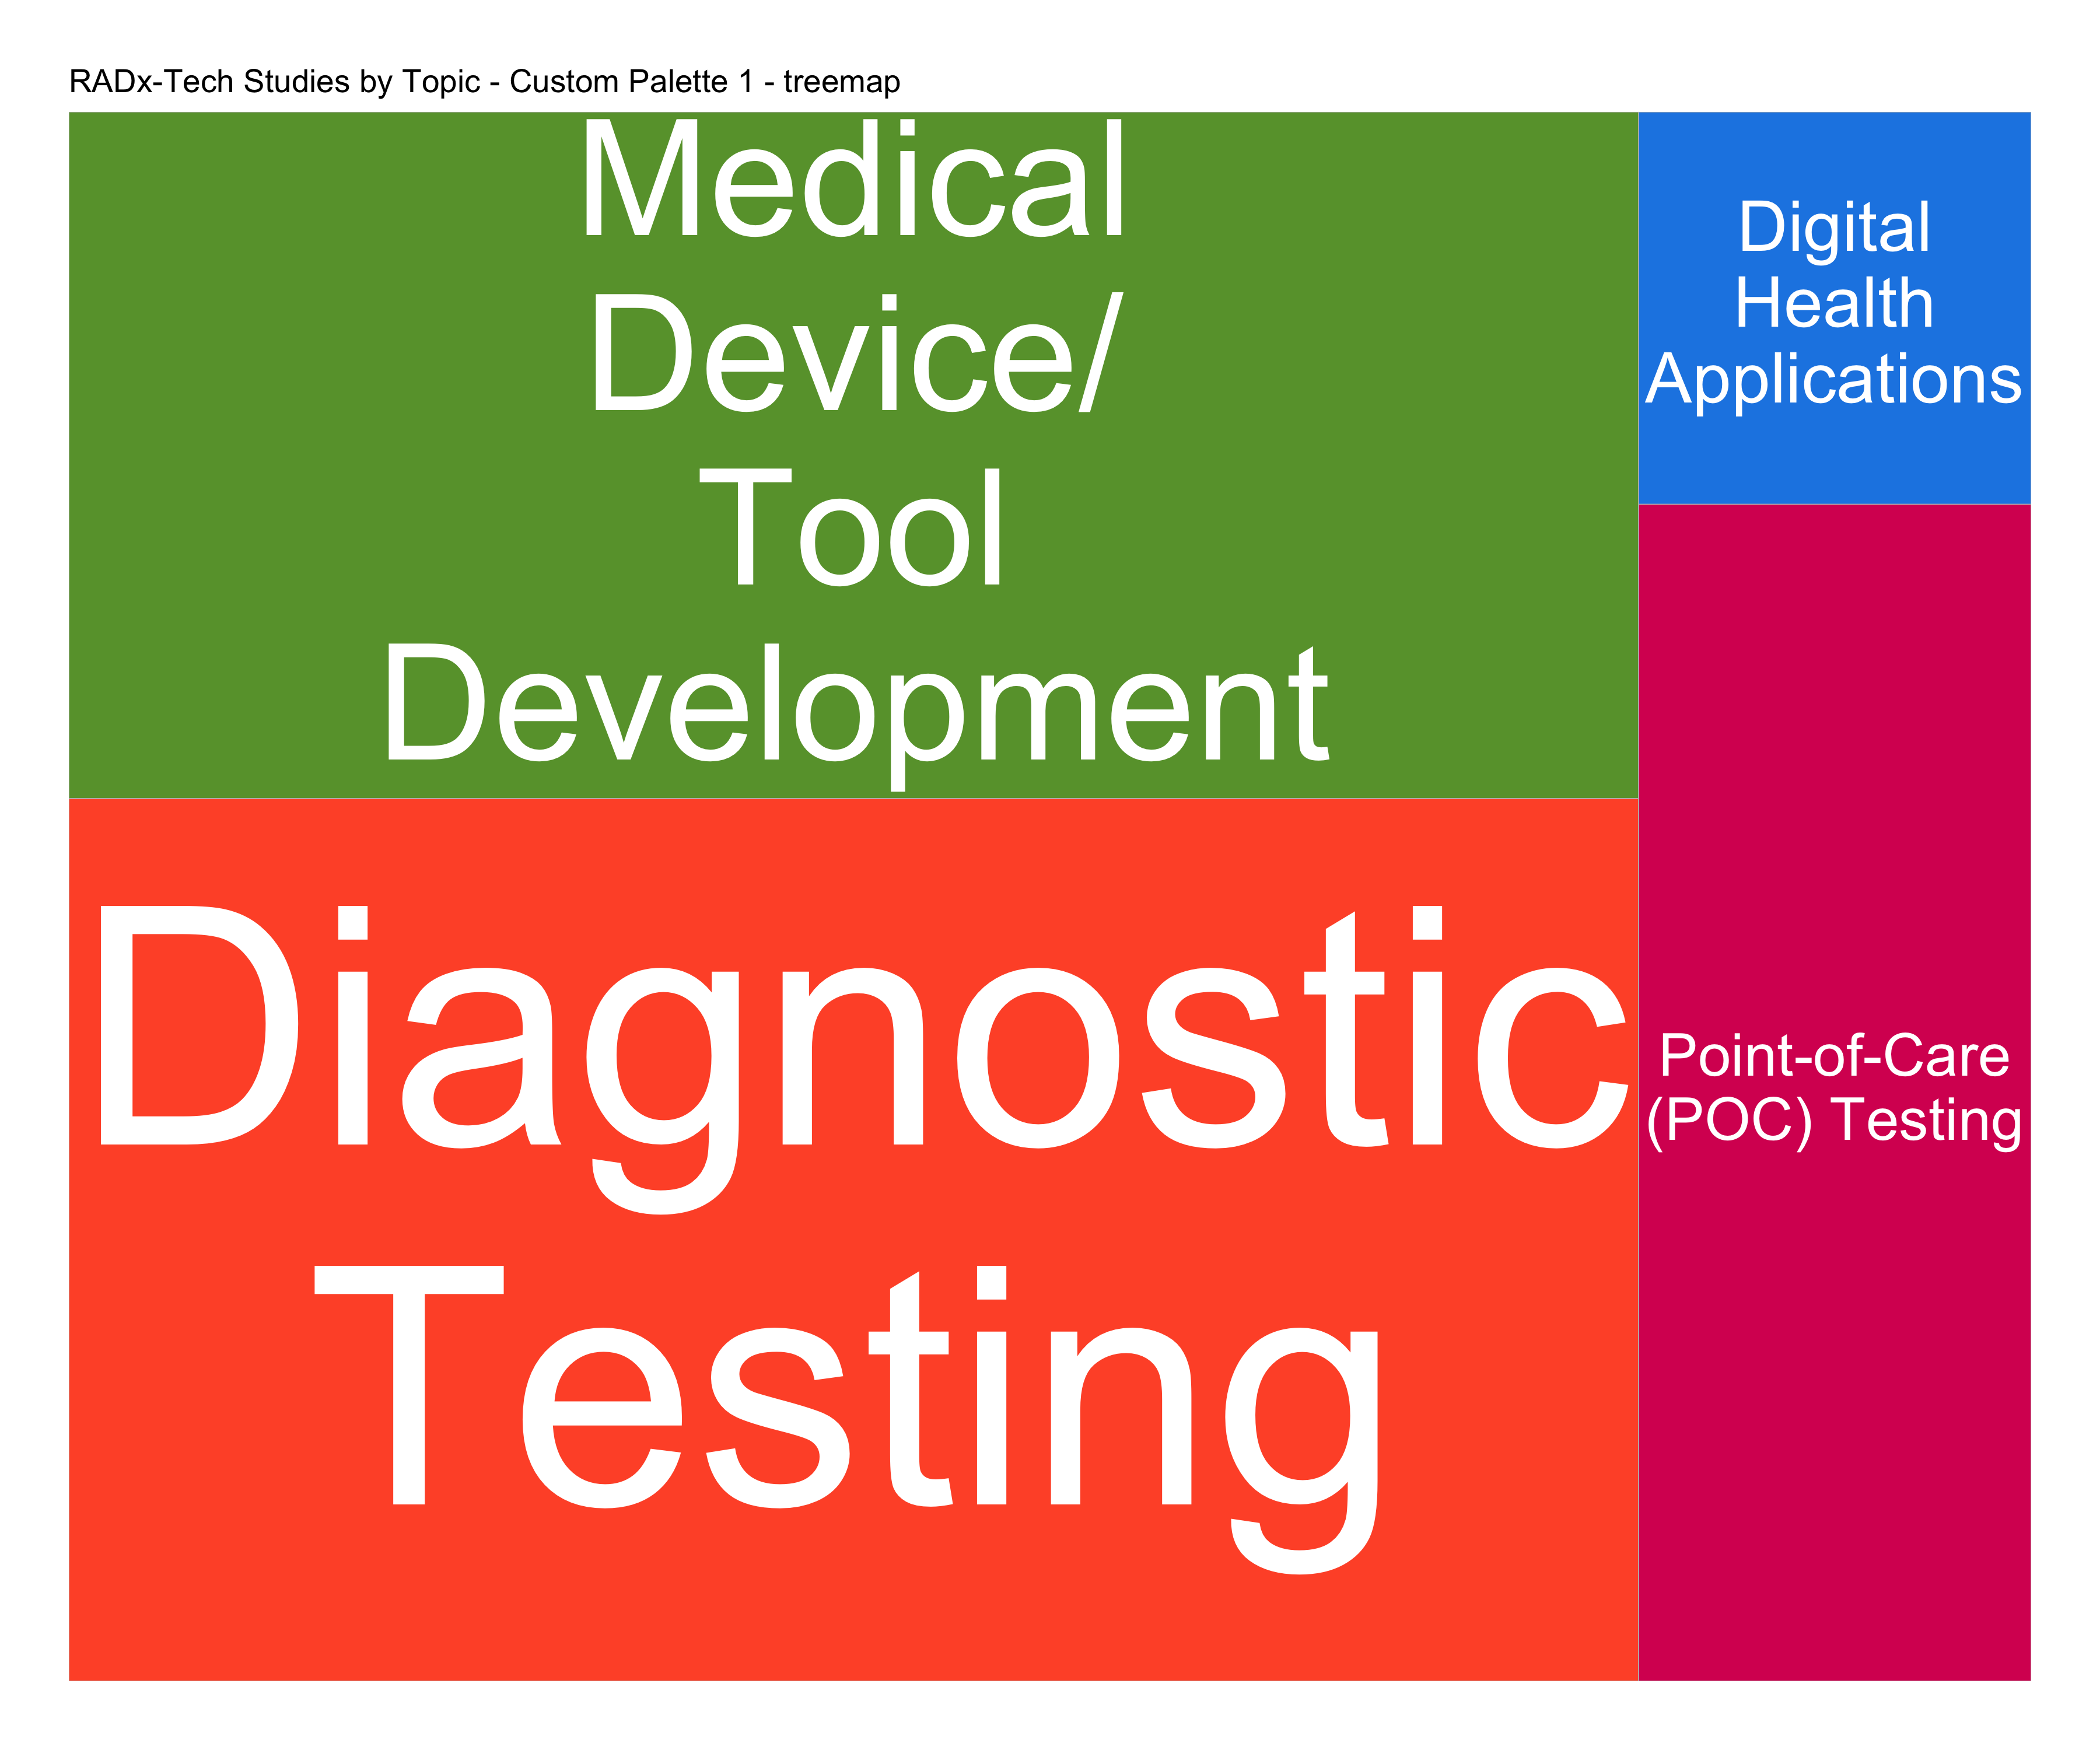 RADx-Tech Studies by Topic - Custom Palette 1 - treemap
Medical
Device/
Tool
Development
Digital
Health
Applications
Diagnostic
Testing
Point-of-Care
(POC) Testing